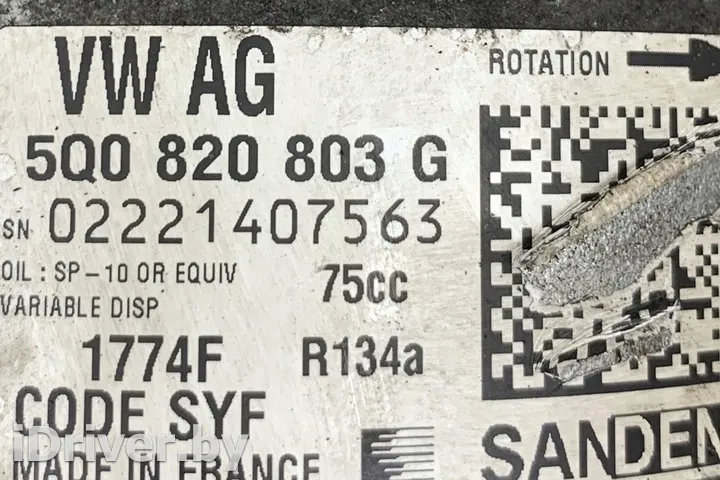 VW AG
ROTATION
5Q0 820 803 G
SN 02221407563
OIL : SP-10 OR EQUIV
75cc
VARIABLE DISP
1774F
R134a
CODE SYF
SANDEN
MADE IN FRANCE
iDriver.by